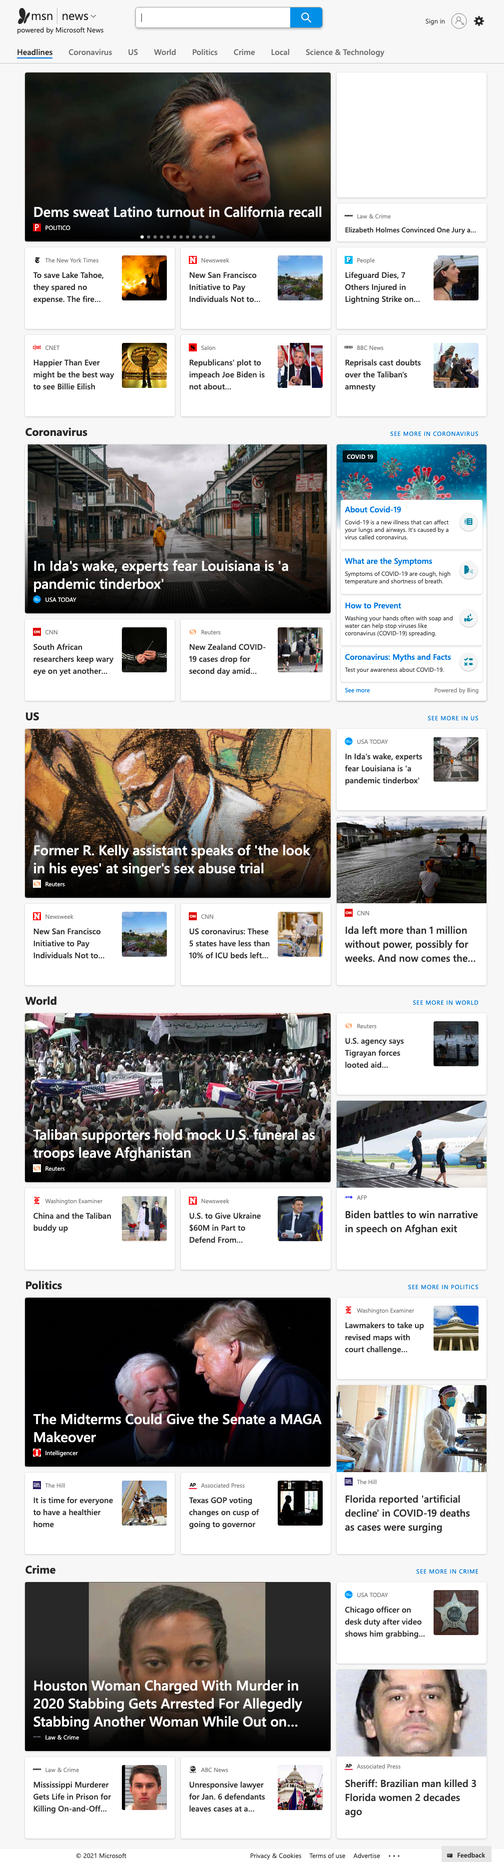 msn news
powered by Microsoft News
Sign in
Headlines Coronavirus US World Politics Crime Local Science & Technology
Dems sweat Latino turnout in California recall
POLITICO
Law & Crime
Elizabeth Holmes Convinced One Jury a...
The New York Times
To save Lake Tahoe,
they spared no
expense. The fire...
Newsweek
New San Francisco
Initiative to Pay
Individuals Not to...
People
Lifeguard Dies, 7
Others Injured in
Lightning Strike on...
CNET
Happier Than Ever
might be the best way
to see Billie Eilish
Salon
Republicans' plot to
impeach Joe Biden is
not about...
BBC News
Reprisals cast doubts
over the Taliban's
amnesty
Coronavirus
SEE MORE IN CORONAVIRUS
In Ida's wake, experts fear Louisiana is 'a
pandemic tinderbox'
USA TODAY
COVID 19
About Covid-19
Covid-19 is a new illness that can affect
your lungs and airways. It's caused by a
virus called coronavirus.
What are the Symptoms
Symptoms of COVID-19 are cough, high
temperature and shortness of breath.
How to Prevent
Washing your hands often with soap and
water can help stop viruses like
coronavirus (COVID-19) spreading.
Coronavirus: Myths and Facts
Test your awareness about COVID-19.
See more
Powered by Bing
CNN
South African
researchers keep wary
eye on yet another...
Reuters
New Zealand COVID-
19 cases drop for
second day amid...
US
SEE MORE IN US
Former R. Kelly assistant speaks of 'the look
in his eyes' at singer's sex abuse trial
Reuters
USA TODAY
In Ida's wake, experts
fear Louisiana is 'a
pandemic tinderbox'
CNN
Ida left more than 1 million
without power, possibly for
weeks. And now comes the...
Newsweek
New San Francisco
Initiative to Pay
Individuals Not to...
CNN
US coronavirus: These
5 states have less than
10% of ICU beds left...
World
SEE MORE IN WORLD
Taliban supporters hold mock U.S. funeral as
troops leave Afghanistan
Reuters
Reuters
U.S. agency says
Tigrayan forces
looted aid...
AFP
Biden battles to win narrative
in speech on Afghan exit
Washington Examiner
China and the Taliban
buddy up
Newsweek
U.S. to Give Ukraine
$60M in Part to
Defend From...
Politics
SEE MORE IN POLITICS
The Midterms Could Give the Senate a MAGA
Makeover
Intelligencer
Washington Examiner
Lawmakers to take up
revised maps with
court challenge...
The Hill
Florida reported 'artificial
decline' in COVID-19 deaths
as cases were surging
The Hill
It is time for everyone
to have a healthier
home
Associated Press
Texas GOP voting
changes on cusp of
going to governor
Crime
SEE MORE IN CRIME
Houston Woman Charged With Murder in
2020 Stabbing Gets Arrested For Allegedly
Stabbing Another Woman While Out on...
Law & Crime
USA TODAY
Chicago officer on
desk duty after video
shows him grabbing...
Associated Press
Sheriff: Brazilian man killed 3
Florida women 2 decades
ago
Law & Crime
Mississippi Murderer
Gets Life in Prison for
Killing On-and-Off...
ABC News
Unresponsive lawyer
for Jan. 6 defendants
leaves cases at a...
© 2021 Microsoft
Privacy & Cookies Terms of use Advertise ...
Feedback